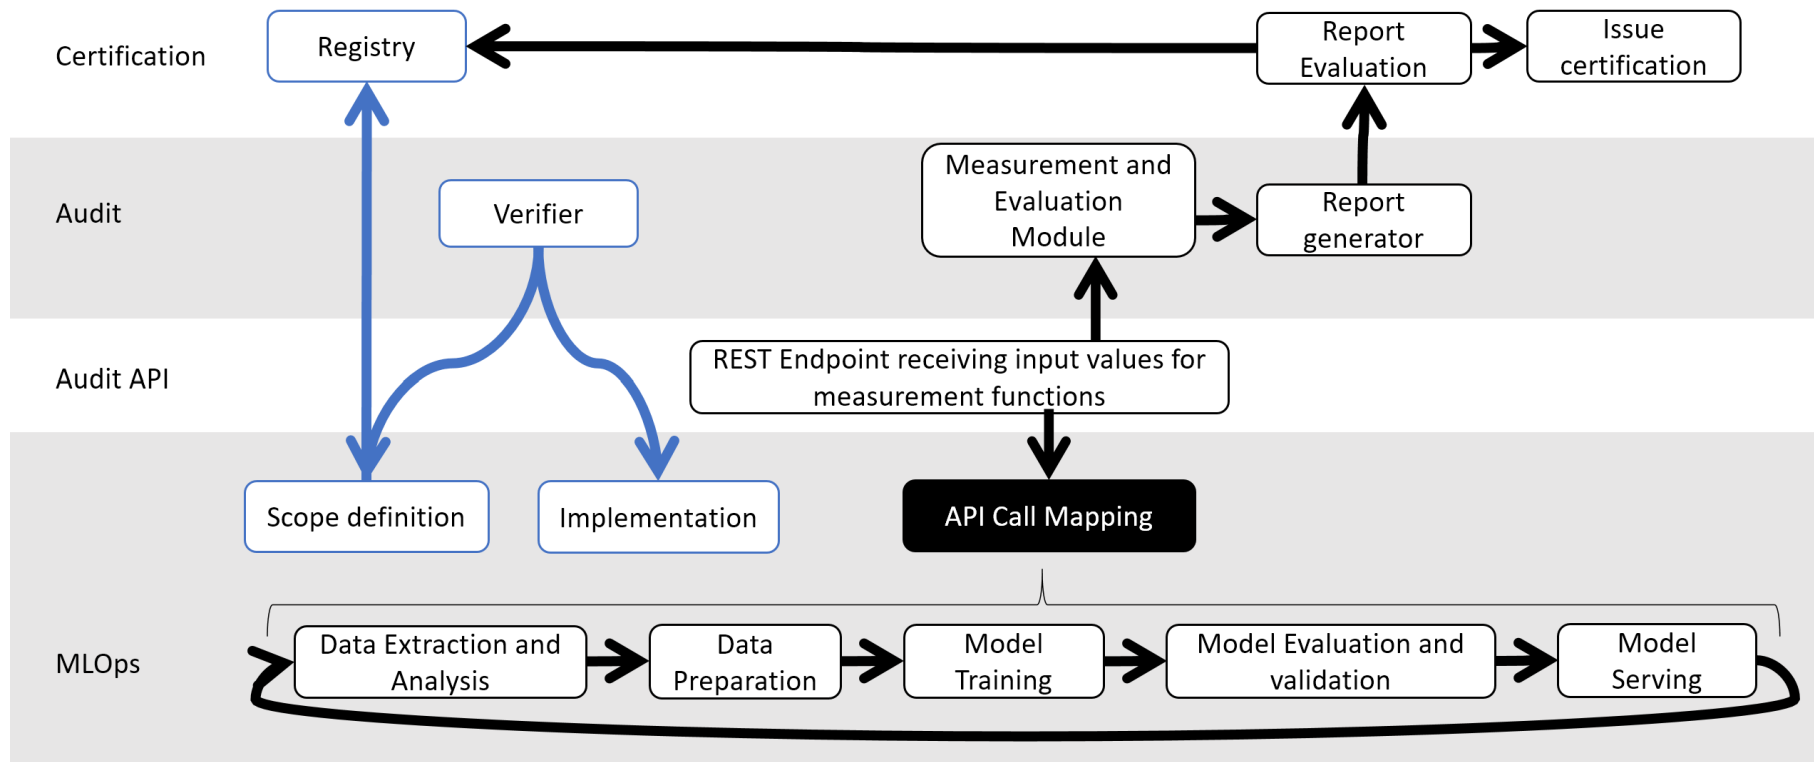 Certification
Registry
Report
Evaluation
Issue
certification
Audit
Verifier
Measurement and
Evaluation
Module
Report
generator
Audit API
REST Endpoint receiving input values for
measurement functions
Scope definition
Implementation
API Call Mapping
MLOps
Data Extraction and
Analysis
Data
Preparation
Model
Training
Model Evaluation and
validation
Model
Serving